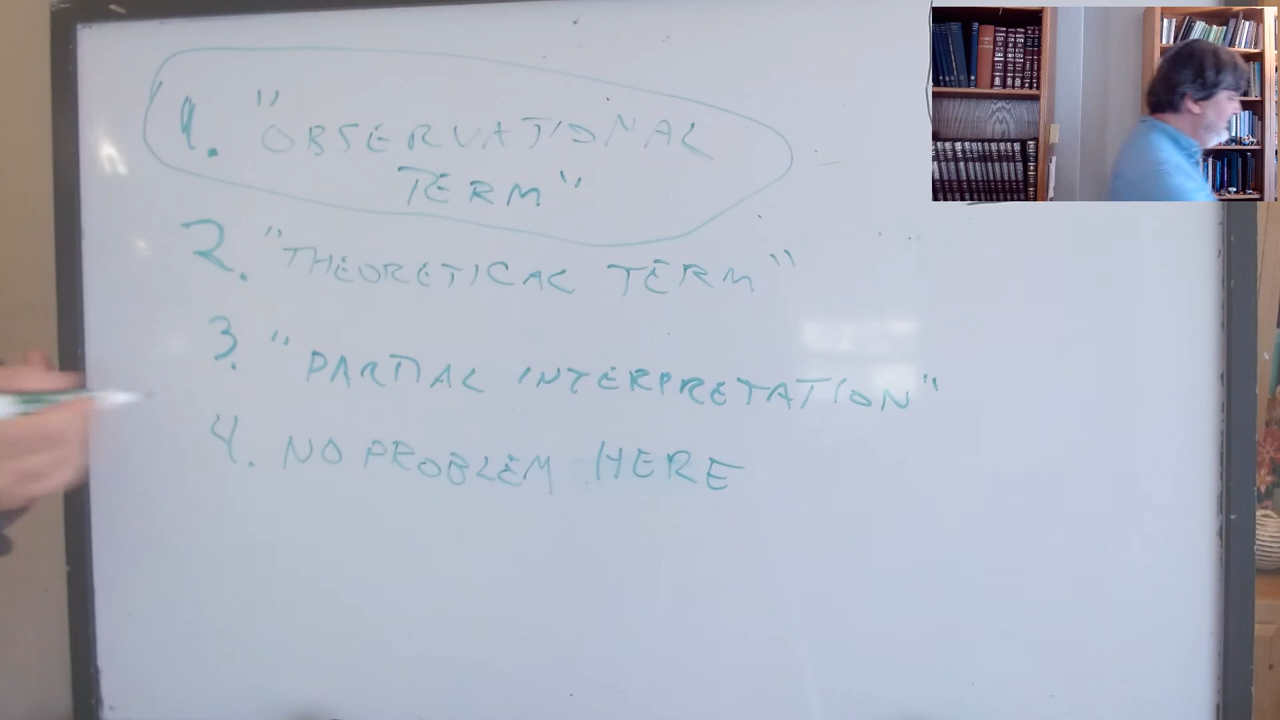 1. "OBSERVATIONAL
TERM"
2. "THEORETICAL TERM"
3. "PARTIAL INTERPRETATION"
4. NO PROBLEM HERE